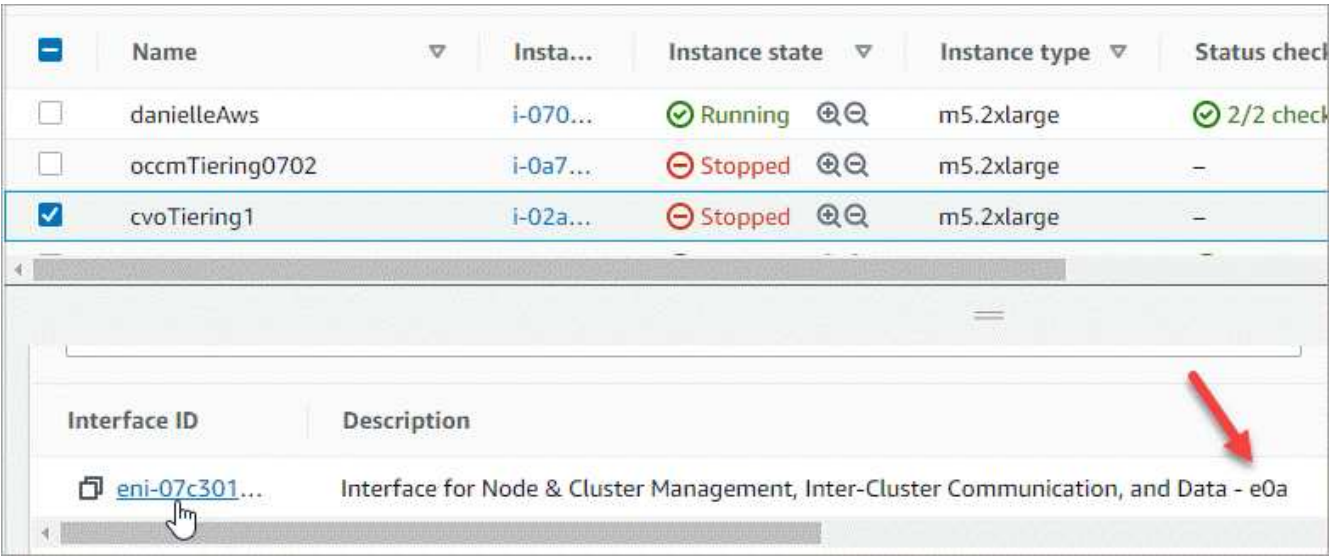 Name Insta... Instance state Instance type Status check
danielleAws i-070... Running m5.2xlarge 2/2 check
occmTiering0702 i-0a7... Stopped m5.2xlarge –
cvoTiering1 i-02a... Stopped m5.2xlarge –
Interface ID Description
eni-07c301... Interface for Node & Cluster Management, Inter-Cluster Communication, and Data - e0a